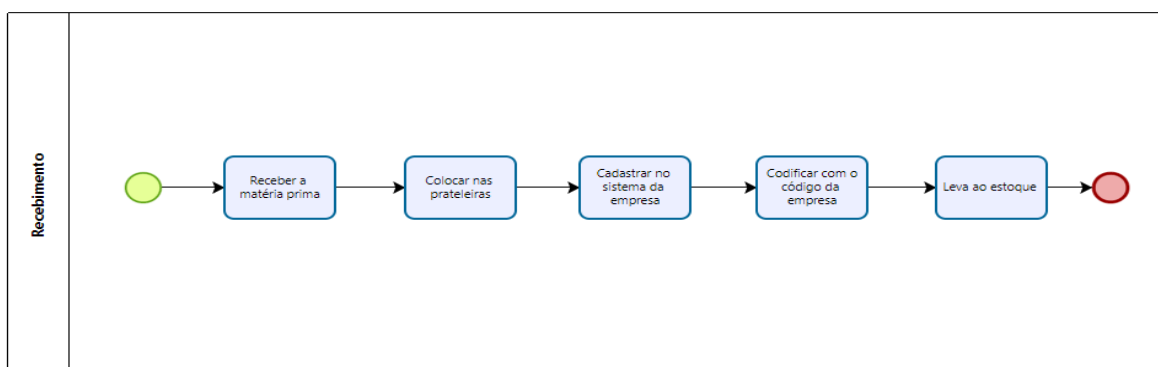 Recebimento
Receber a
matéria prima
Colocar nas
prateleiras
Cadastrar no
sistema da
empresa
Codificar com o
código da
empresa
Leva ao estoque